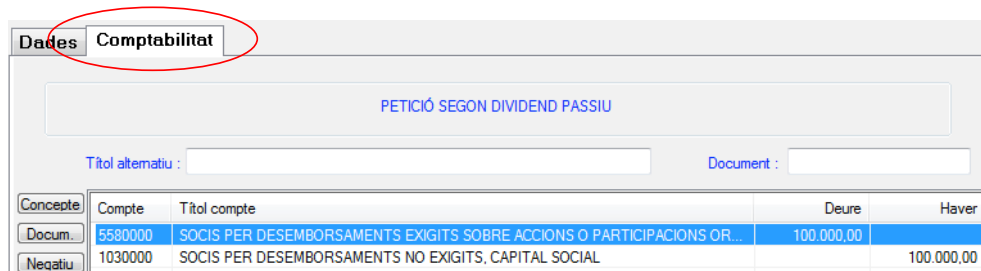 Dades Comptabilitat
PETICIÓ SEGON DIVIDEND PASSIU
Títol alternatiu : Document :
Concepte Compte Títol compte Deure Haver
Docum. 5580000 SOCIS PER DESEMBORSAMENTS EXIGITS SOBRE ACCIONS O PARTICIPACIONS OR... 100.000,00
Negatiu 1030000 SOCIS PER DESEMBORSAMENTS NO EXIGITS, CAPITAL SOCIAL 100.000,00